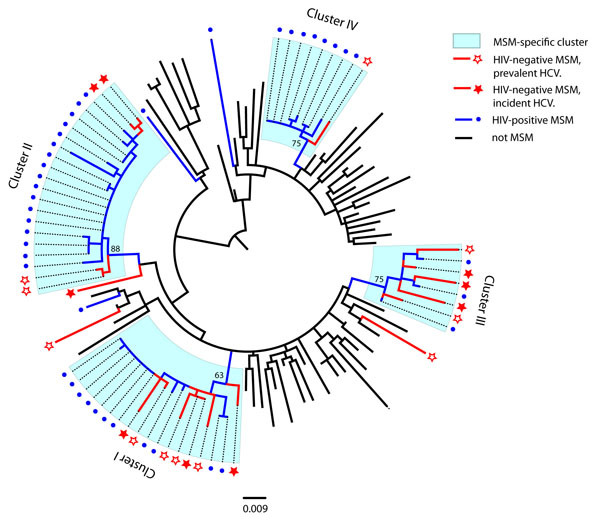 Cluster IV
MSM-specific cluster
HIV-negative MSM,
prevalent HCV.
HIV-negative MSM,
incident HCV.
HIV-positive MSM
not MSM
Cluster II
75
88
75
Cluster III
63
Cluster I
0.009